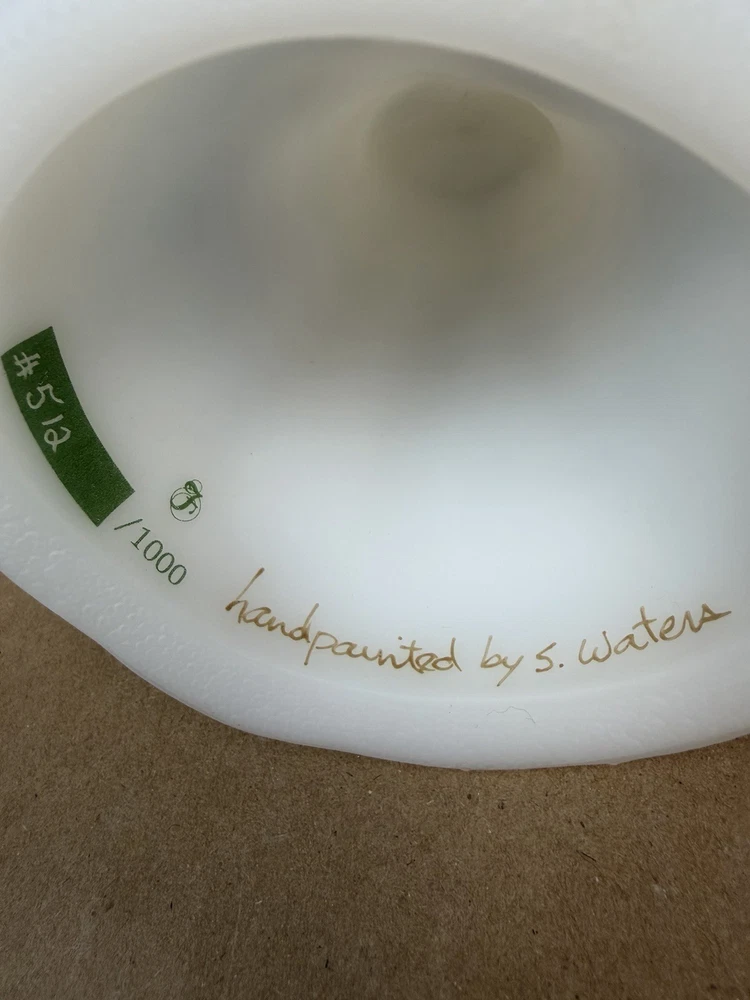 #512
/1000
F
handpainted by S. Waters